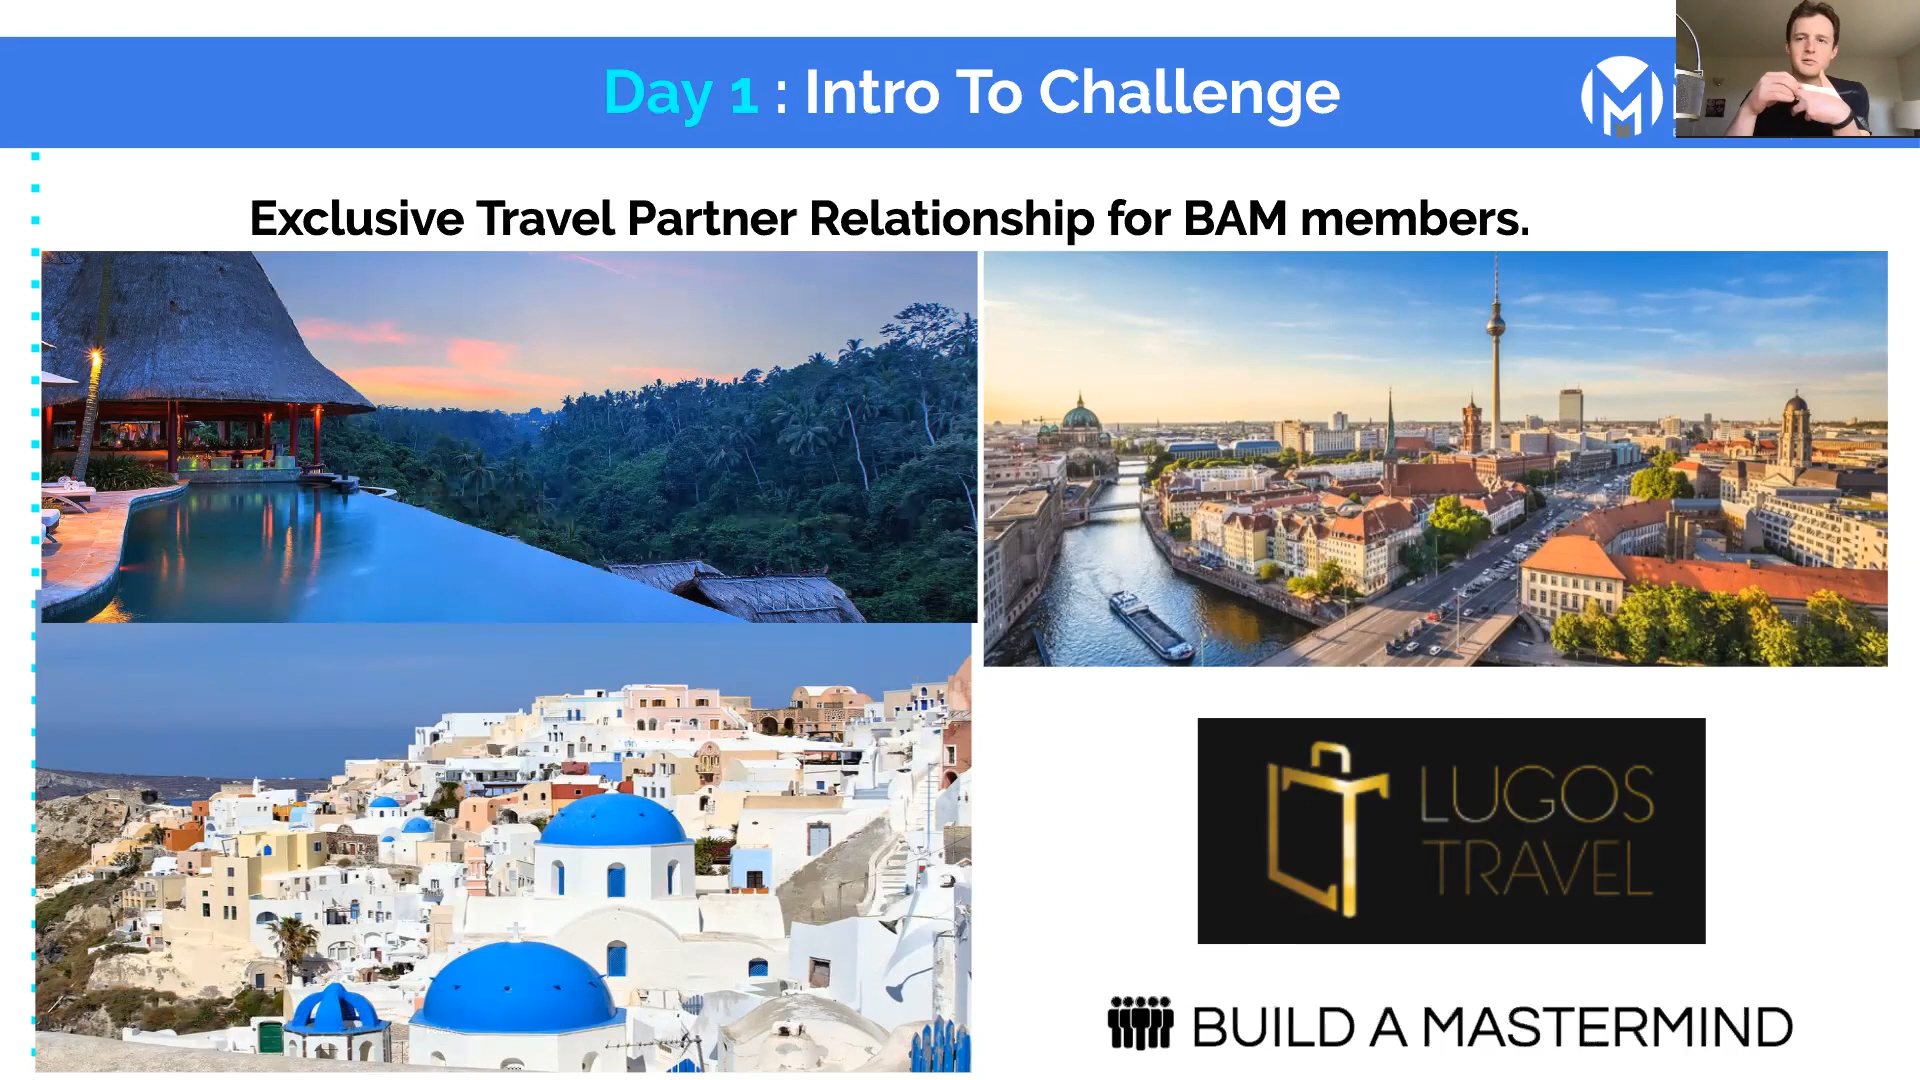 Day 1 : Intro To Challenge
M
Exclusive Travel Partner Relationship for BAM members.
LUGOS
TRAVEL
BUILD A MASTERMIND